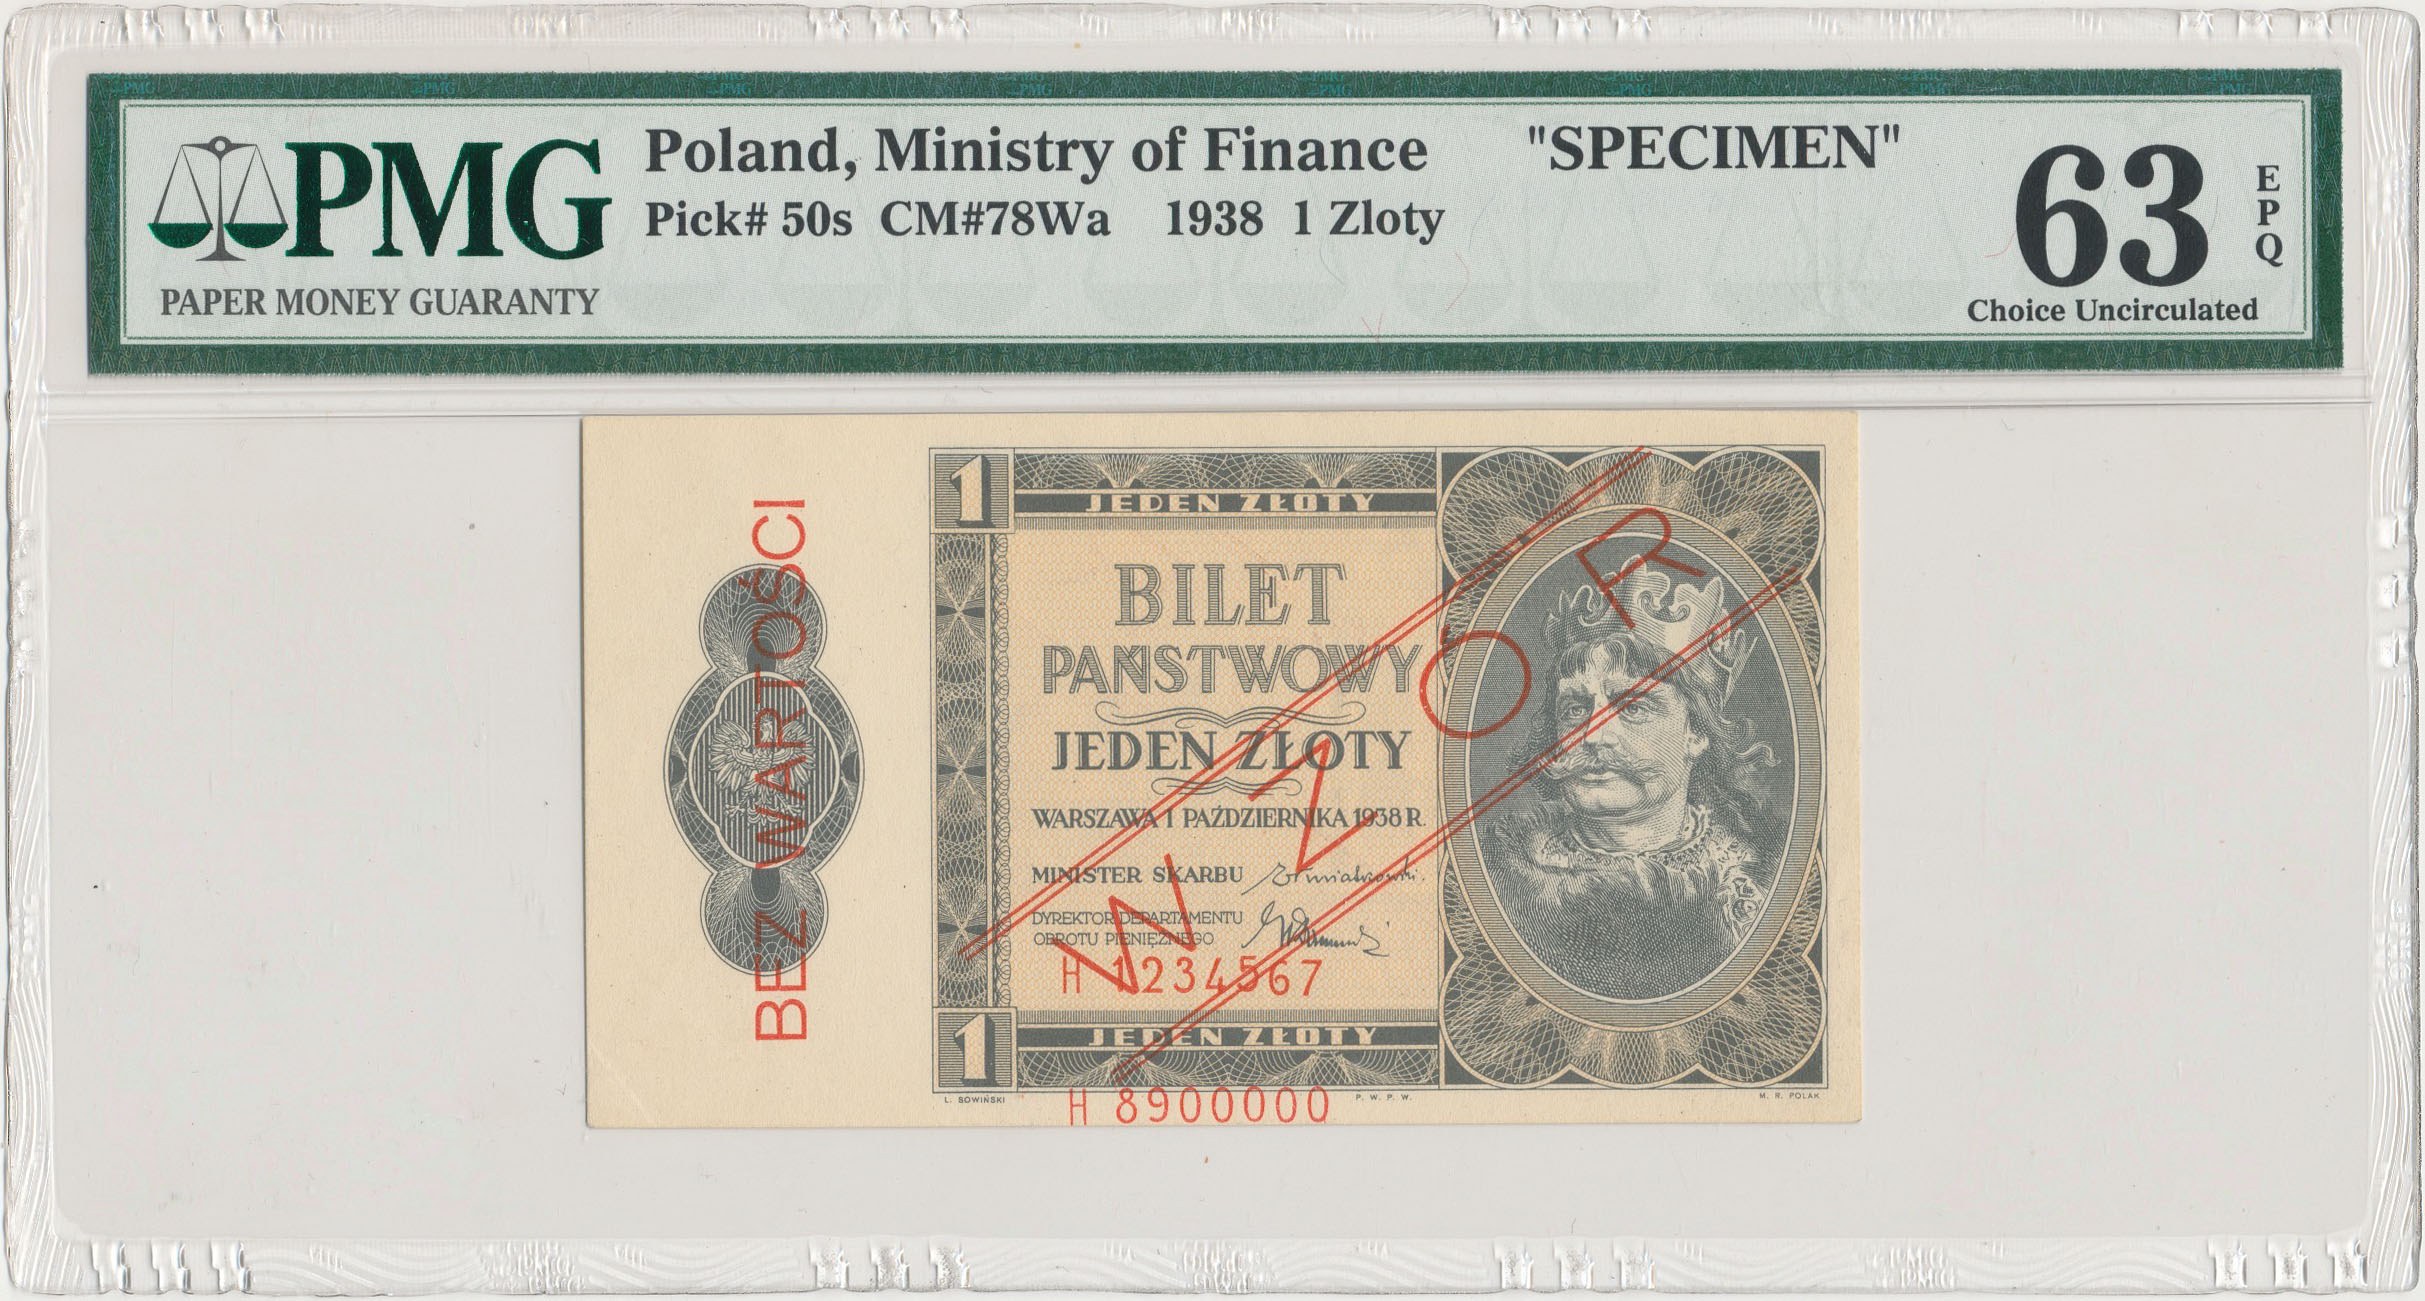 PMG
PAPER MONEY GUARANTY
Poland, Ministry of Finance "SPECIMEN"
Pick# 50s CM#78Wa 1938 1 Zloty
63
EPQ
Choice Uncirculated
BEZ WARTOŚCI
1
JEDEN ZŁOTY
BILET
PAŃSTWOWY
JEDEN ZŁOTY
WARSZAWA 1 PAŹDZIERNIKA 1938 R.
MINISTER SKARBU
DYREKTOR DEPARTAMENTU
OBROTU PIENIĘŻNEGO
WZÓR
H 1234567
1
JEDEN ZŁOTY
L. SOWIŃSKI
H 8900000
P. W. P. W.
M. R. POLAK